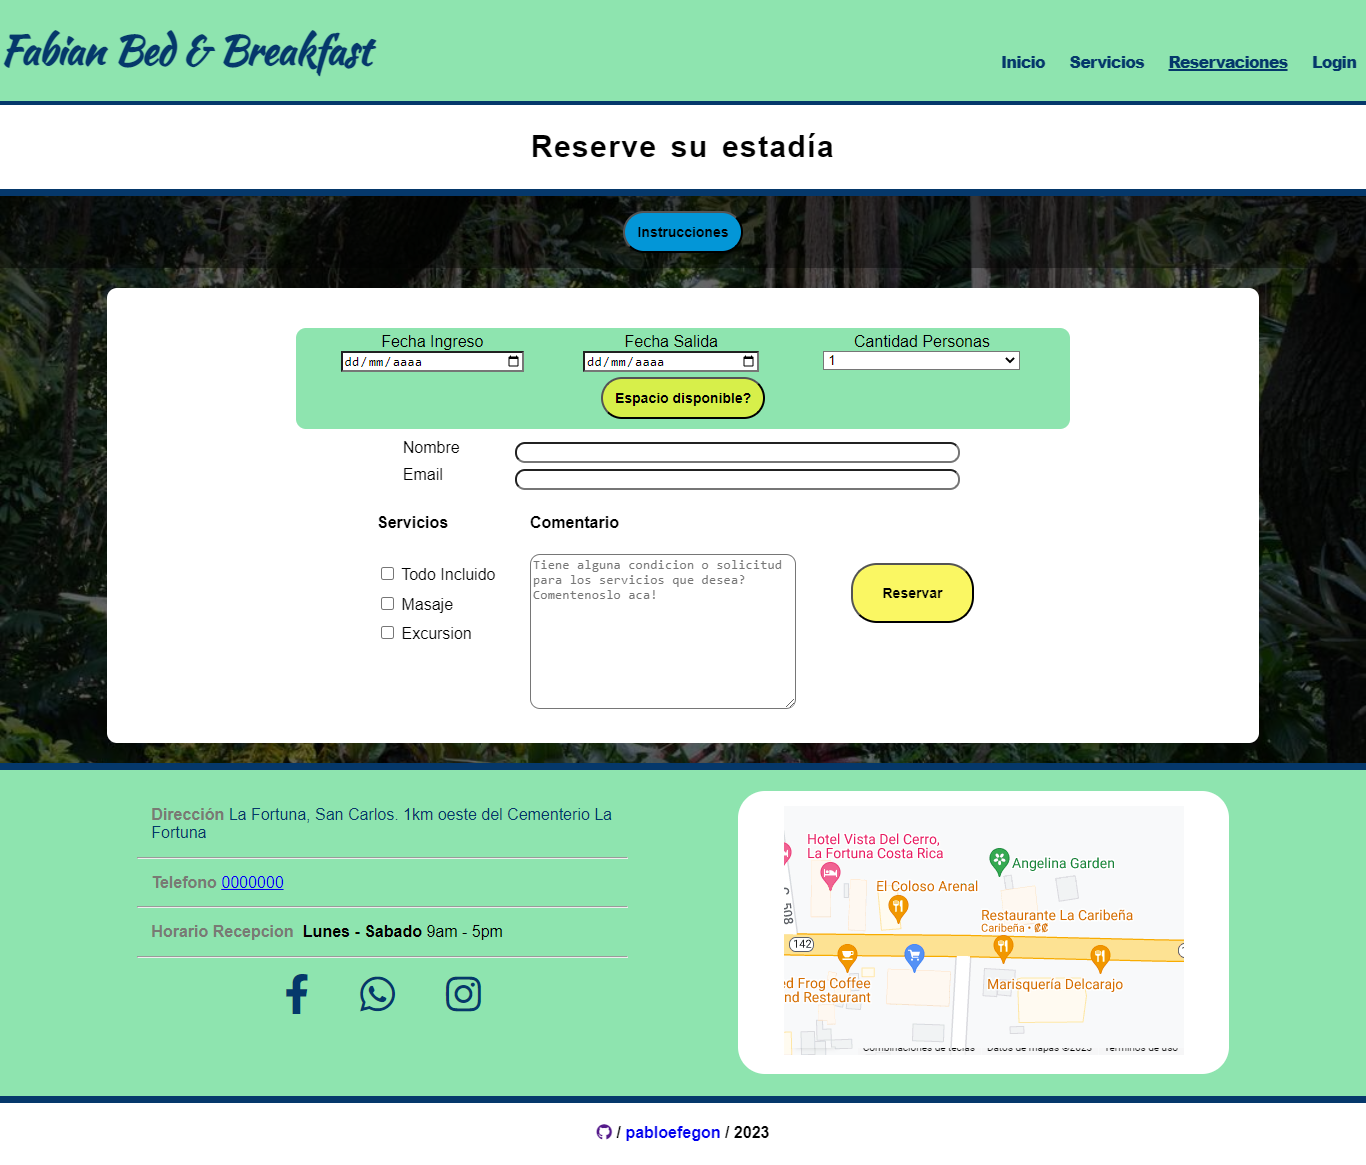 Fabian Bed & Breakfast
Inicio Servicios Reservaciones Login
Reserve su estadía
Instrucciones
Fecha Ingreso Fecha Salida Cantidad Personas
dd/mm/aaaa dd/mm/aaaa 1
Espacio disponible?
Nombre
Email
Servicios Comentario
Todo Incluido
Masaje
Excursion
Tiene alguna condicion o solicitud
para los servicios que desea?
Comentenoslo aca!
Reservar
Dirección La Fortuna, San Carlos. 1km oeste del Cementerio La
Fortuna
Telefono 0000000
Horario Recepcion Lunes - Sabado 9am - 5pm
Hotel Vista Del Cerro,
La Fortuna Costa Rica
Angelina Garden
El Coloso Arenal
C. 508
Restaurante La Caribeña
Caribeña • ₡₡
142
ed Frog Coffee
nd Restaurant
Marisquería Delcarajo
Combinaciones de teclas Datos de mapas ©2023 Términos de uso
/ pabloefegon / 2023